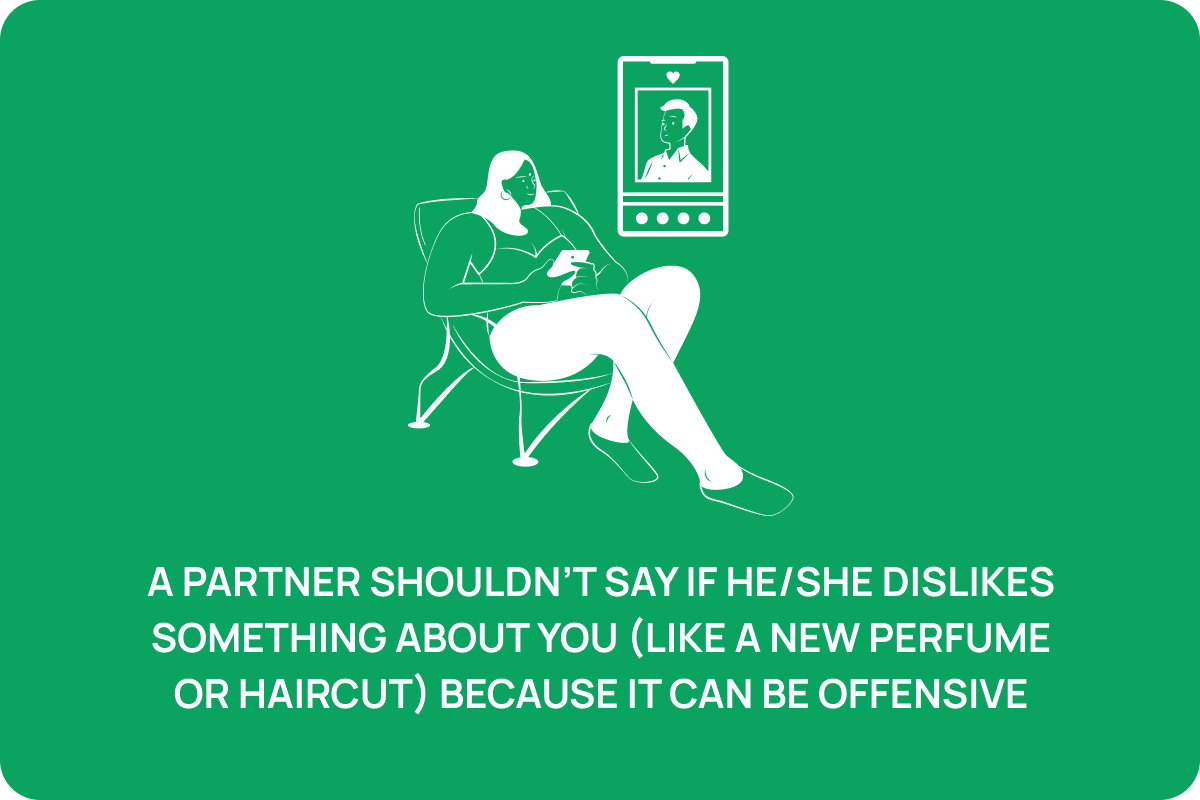 A PARTNER SHOULDN’T SAY IF HE/SHE DISLIKES
SOMETHING ABOUT YOU (LIKE A NEW PERFUME
OR HAIRCUT) BECAUSE IT CAN BE OFFENSIVE